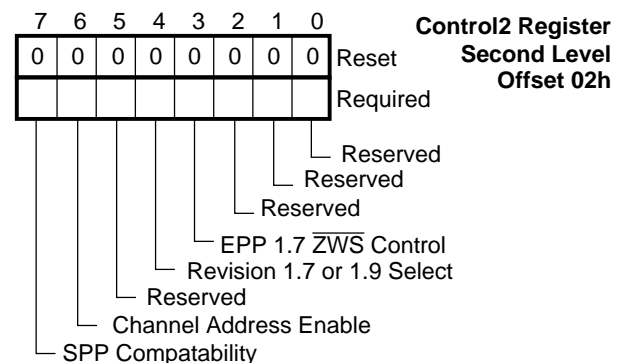 7 6 5 4 3 2 1 0
Control2 Register
Second Level
Offset 02h
0 0 0 0 0 0 0 0 Reset
Required
Reserved
Reserved
Reserved
EPP 1.7 ZWS Control
Revision 1.7 or 1.9 Select
Reserved
Channel Address Enable
SPP Compatability